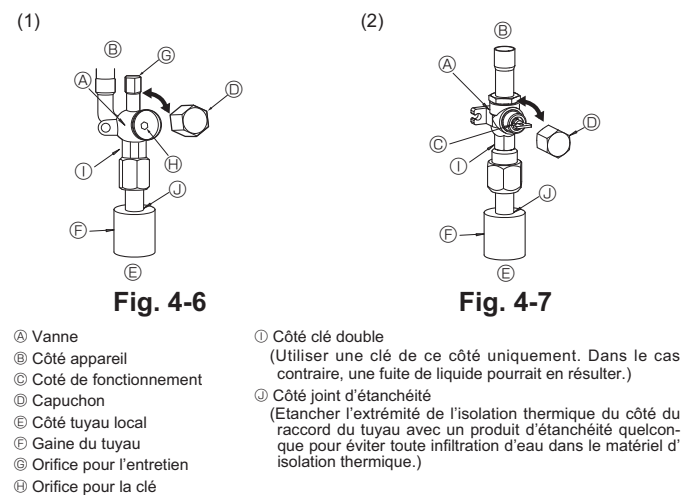 (1)
(2)
Ⓑ
Ⓖ
Ⓐ
Ⓓ
Ⓘ
Ⓗ
Ⓙ
Ⓕ
Ⓔ
Fig. 4-6
Ⓑ
Ⓐ
Ⓓ
Ⓒ
Ⓘ
Ⓙ
Ⓕ
Ⓔ
Fig. 4-7
Ⓐ Vanne
Ⓑ Côté appareil
Ⓒ Coté de fonctionnement
Ⓓ Capuchon
Ⓔ Côté tuyau local
Ⓕ Gaine du tuyau
Ⓖ Orifice pour l'entretien
Ⓗ Orifice pour la clé
Ⓘ Côté clé double
(Utiliser une clé de ce côté uniquement. Dans le cas
contraire, une fuite de liquide pourrait en résulter.)
Ⓙ Côté joint d'étanchéité
(Etancher l'extrémité de l'isolation thermique du côté du
raccord du tuyau avec un produit d'étanchéité quelcon-
que pour éviter toute infiltration d'eau dans le matériel d'
isolation thermique.)